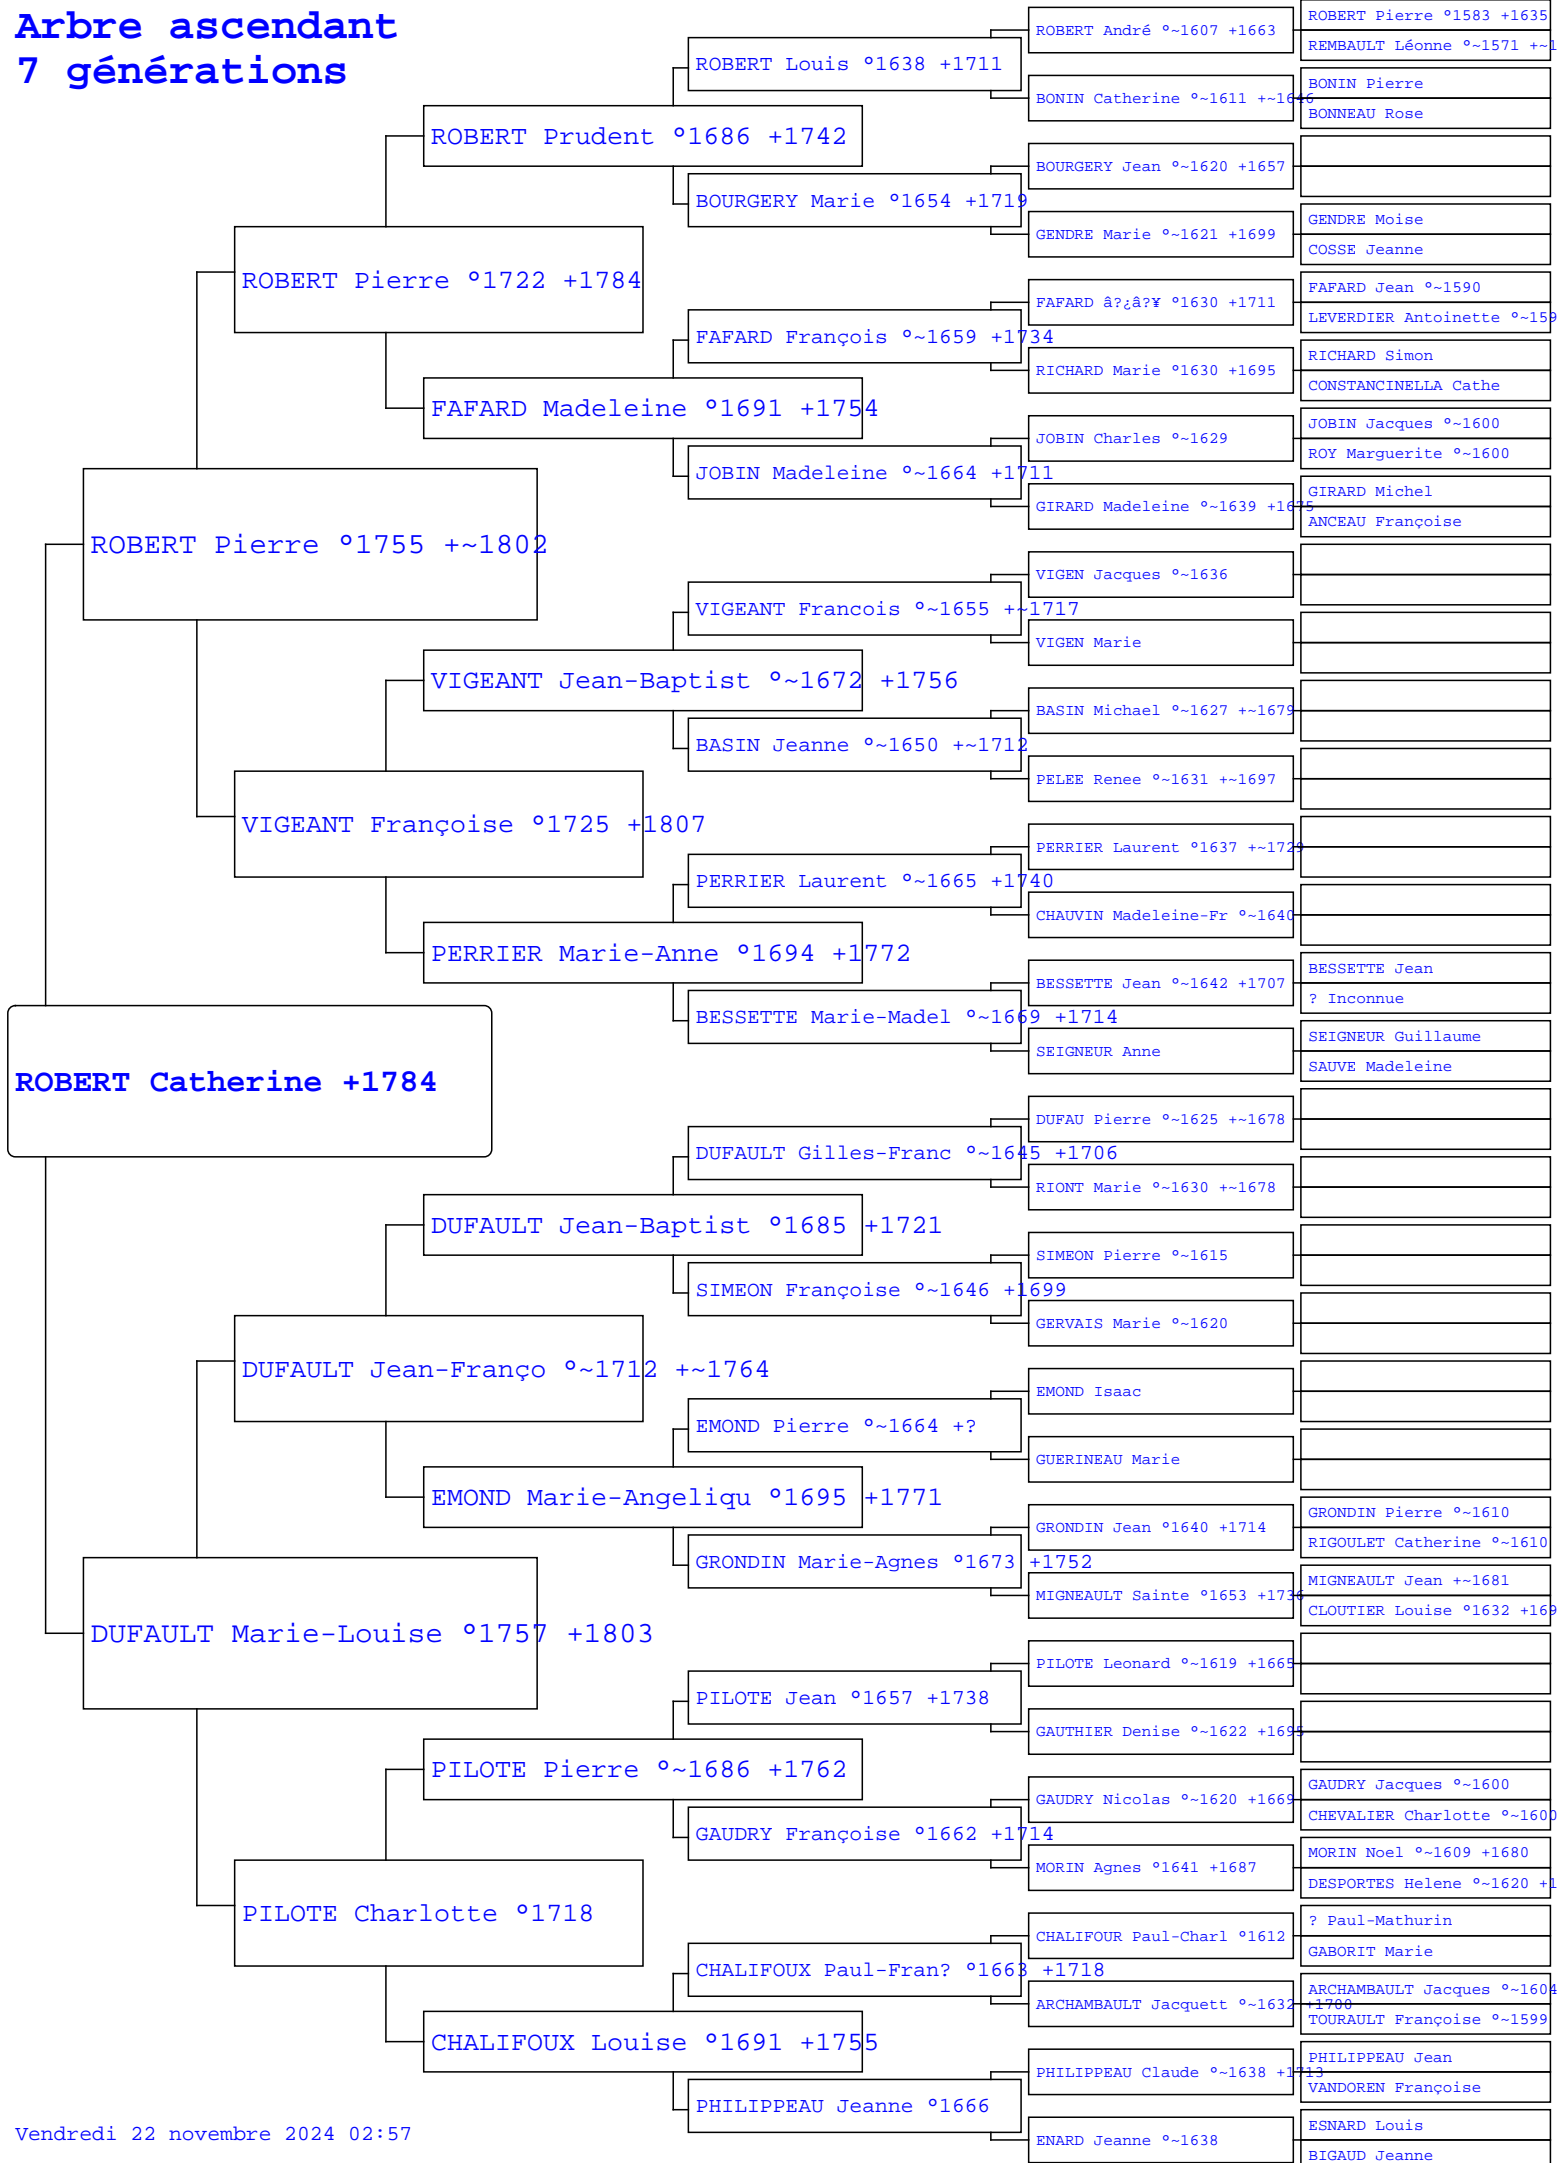 Arbre ascendant
7 générations
ROBERT Catherine +1784
ROBERT Pierre °1755 +~1802
DUFAULT Marie-Louise °1757 +1803
ROBERT Pierre °1722 +1784
VIGEANT Françoise °1725 +1807
DUFAULT Jean-Franço °~1712 +~1764
PILOTE Charlotte °1718
ROBERT Prudent °1686 +1742
FAFARD Madeleine °1691 +1754
VIGEANT Jean-Baptist °~1672 +1756
PERRIER Marie-Anne °1694 +1772
DUFAULT Jean-Baptist °1685 +1721
EMOND Marie-Angeliqu °1695 +1771
PILOTE Pierre °~1686 +1762
CHALIFOUX Louise °1691 +1755
ROBERT Louis °1638 +1711
BOURGERY Marie °1654 +1719
FAFARD François °~1659 +1734
JOBIN Madeleine °~1664 +1711
VIGEANT Francois °~1655 +~1717
BASIN Jeanne °~1650 +~1712
PERRIER Laurent °~1665 +1740
BESSETTE Marie-Madel °~1669 +1714
DUFAULT Gilles-Franc °~1645 +1706
SIMEON Françoise °~1646 +1699
EMOND Pierre °~1664 +?
GRONDIN Marie-Agnes °1673 +1752
PILOTE Jean °1657 +1738
GAUDRY Françoise °1662 +1714
CHALIFOUX Paul-Fran? °1663 +1718
PHILIPPEAU Jeanne °1666
ROBERT André °~1607 +1663
BONIN Catherine °~1611 +~1646
BOURGERY Jean °~1620 +1657
GENDRE Marie °~1621 +1699
FAFARD â?¿â?¥ °1630 +1711
RICHARD Marie °1630 +1695
JOBIN Charles °~1629
GIRARD Madeleine °~1639 +1675
VIGEN Jacques °~1636
VIGEN Marie
BASIN Michael °~1627 +~1679
PELEE Renee °~1631 +~1697
PERRIER Laurent °1637 +~1729
CHAUVIN Madeleine-Fr °~1640
BESSETTE Jean °~1642 +1707
SEIGNEUR Anne
DUFAU Pierre °~1625 +~1678
RIONT Marie °~1630 +~1678
SIMEON Pierre °~1615
GERVAIS Marie °~1620
EMOND Isaac
GUERINEAU Marie
GRONDIN Jean °1640 +1714
MIGNEAULT Sainte °1653 +1736
PILOTE Leonard °~1619 +1665
GAUTHIER Denise °~1622 +1695
GAUDRY Nicolas °~1620 +1669
MORIN Agnes °1641 +1687
CHALIFOUR Paul-Charl °1612
ARCHAMBAULT Jacquett °~1632 +1700
PHILIPPEAU Claude °~1638 +1713
ENARD Jeanne °~1638
ROBERT Pierre °1583 +1635
REMBAULT Léonne °~1571 +~1
BONIN Pierre
BONNEAU Rose
GENDRE Moise
COSSE Jeanne
FAFARD Jean °~1590
LEVERDIER Antoinette °~159
RICHARD Simon
CONSTANCINELLA Cathe
JOBIN Jacques °~1600
ROY Marguerite °~1600
GIRARD Michel
ANCEAU Françoise
BESSETTE Jean
? Inconnue
SEIGNEUR Guillaume
SAUVE Madeleine
GRONDIN Pierre °~1610
RIGOULET Catherine °~1610
MIGNEAULT Jean +~1681
CLOUTIER Louise °1632 +169
GAUDRY Jacques °~1600
CHEVALIER Charlotte °~1600
MORIN Noel °~1609 +1680
DESPORTES Helene °~1620 +1
? Paul-Mathurin
GABORIT Marie
ARCHAMBAULT Jacques °~1604
TOURAULT Françoise °~1599
PHILIPPEAU Jean
VANDOREN Françoise
ESNARD Louis
BIGAUD Jeanne
Vendredi 22 novembre 2024 02:57